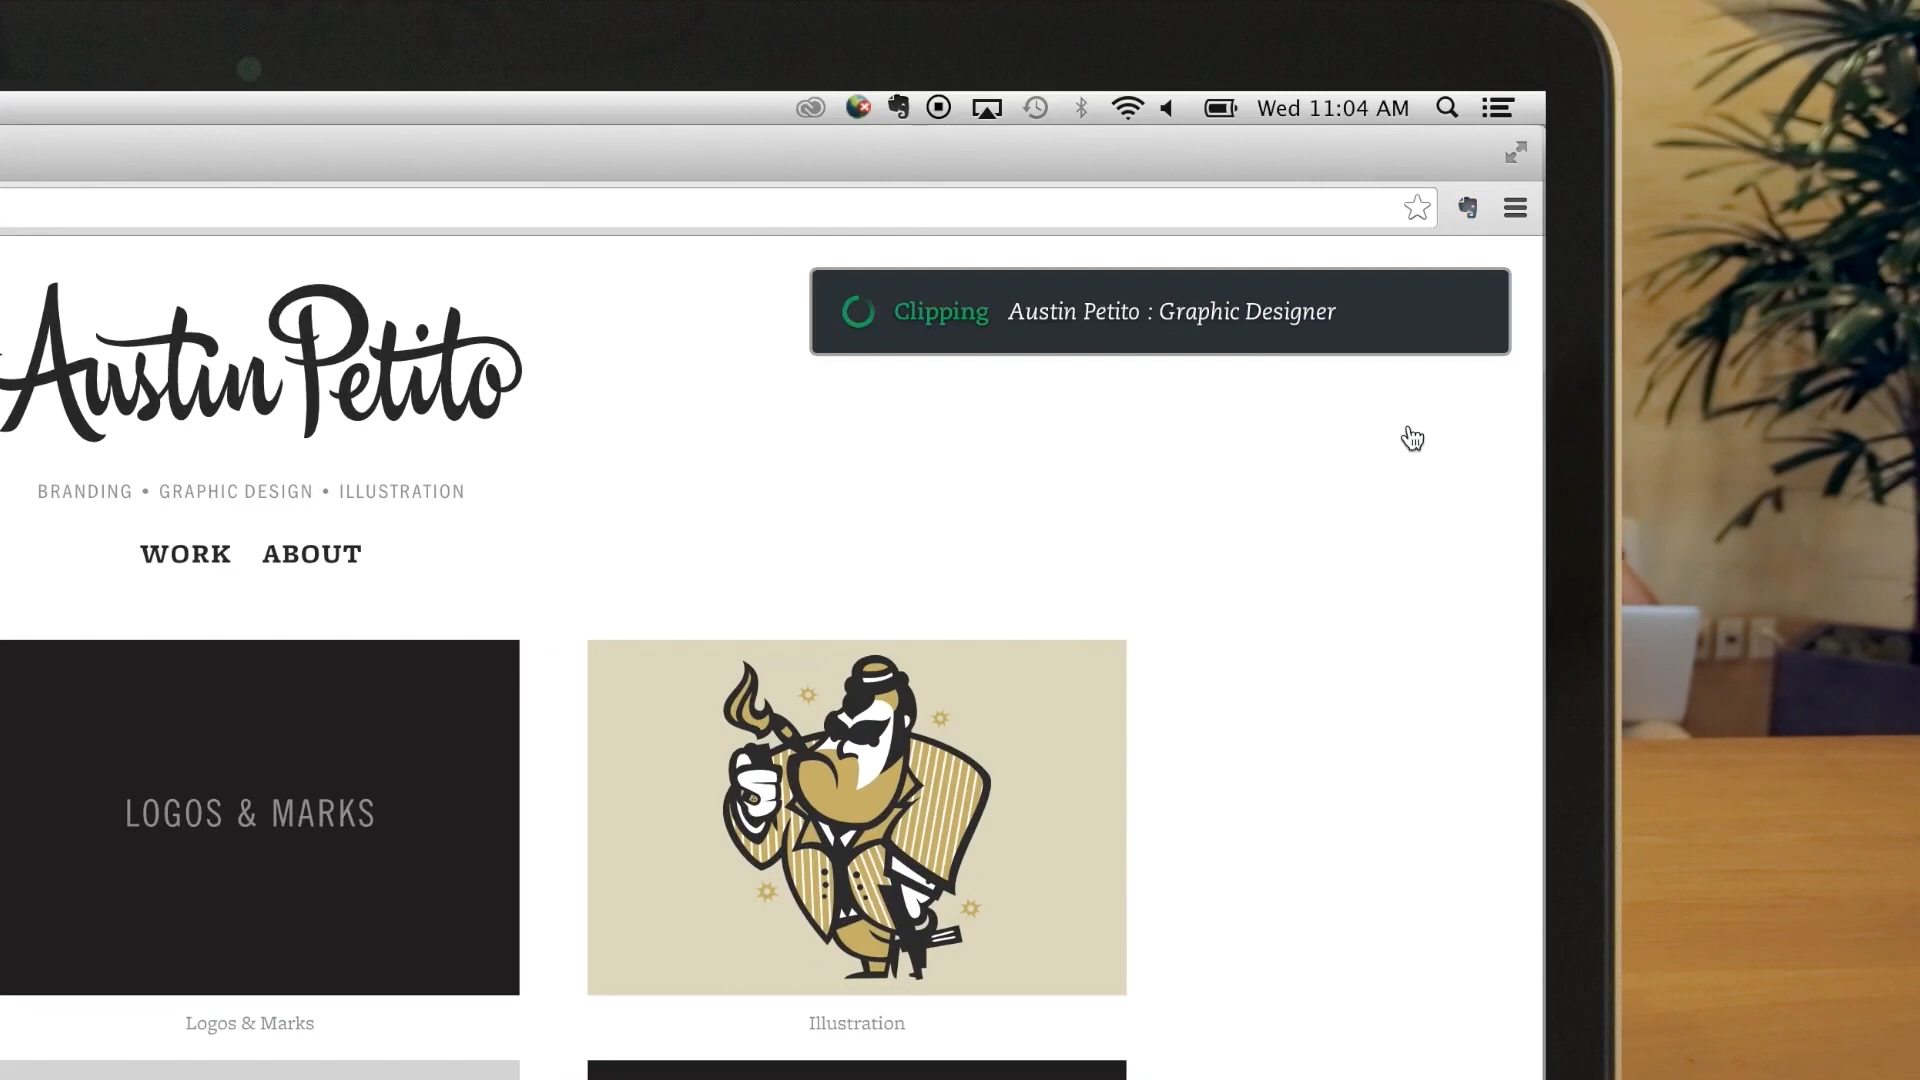 Wed 11:04 AM
Clipping Austin Petito : Graphic Designer
Austin Petito
BRANDING • GRAPHIC DESIGN • ILLUSTRATION
WORK ABOUT
LOGOS & MARKS
Logos & Marks
Illustration